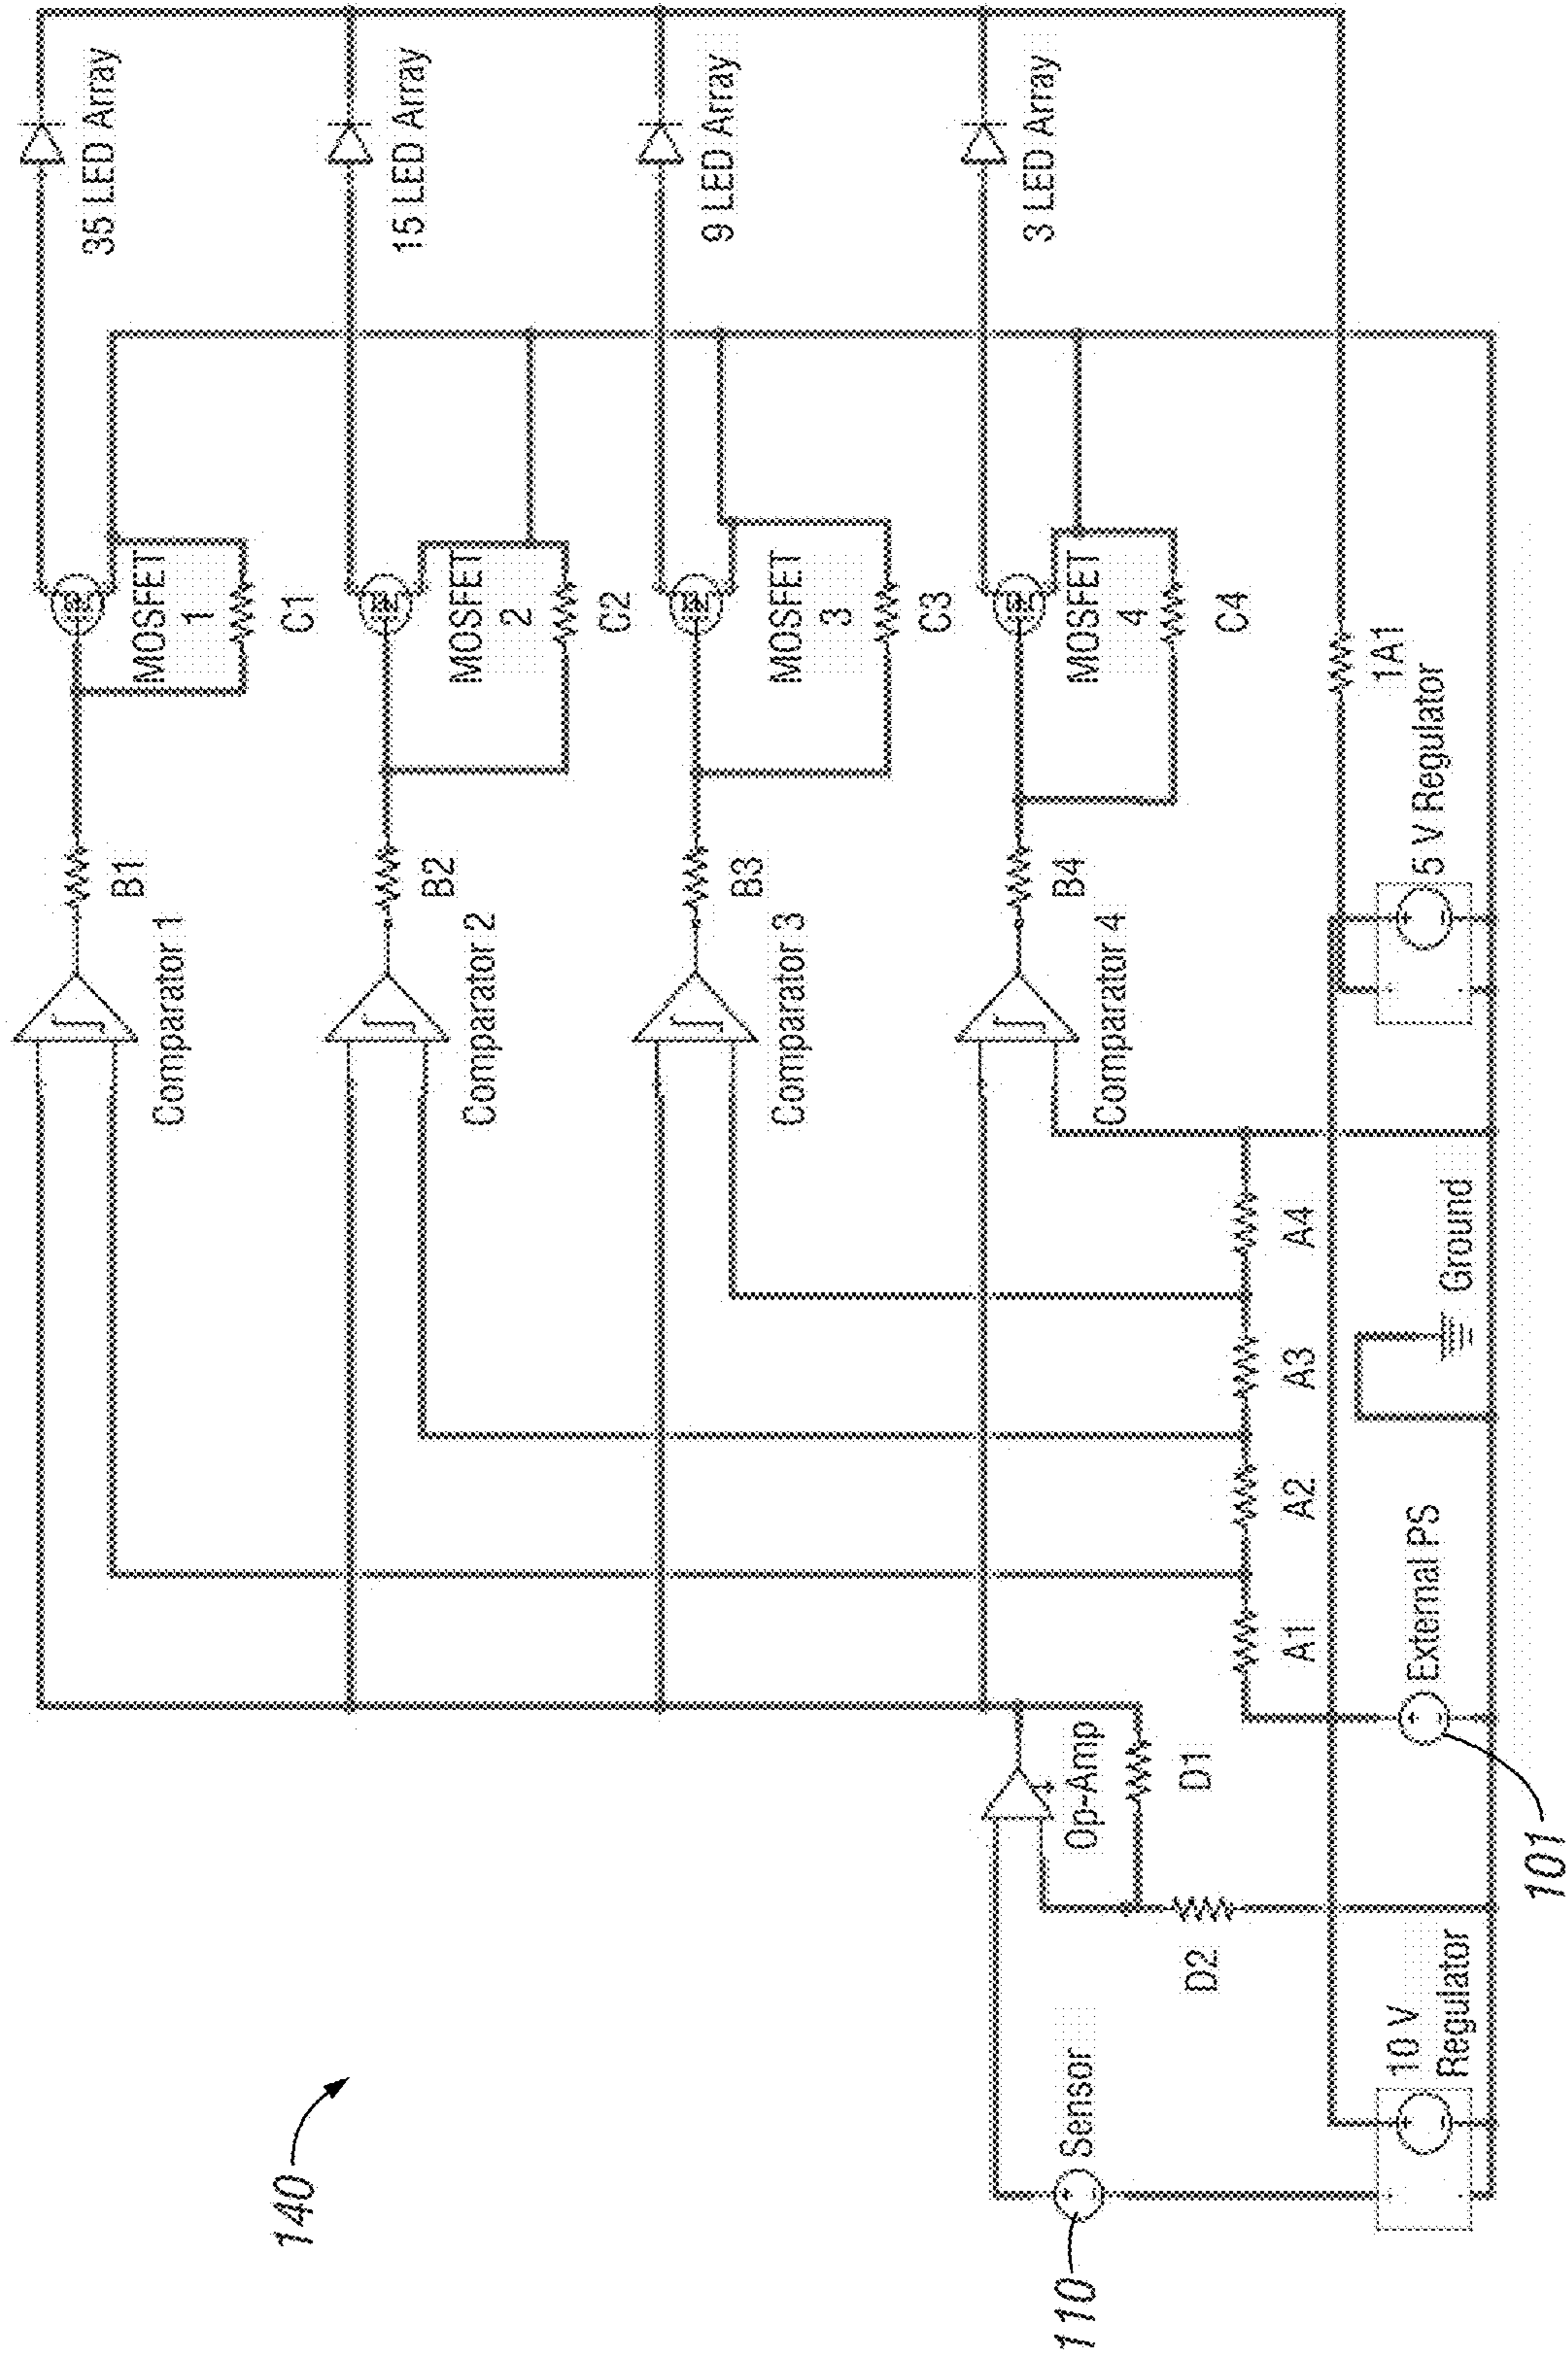 140
35 LED Array
MOSFET
1
C1
B1
Comparator 1
15 LED Array
MOSFET
2
C2
B2
Comparator 2
9 LED Array
MOSFET
3
C3
B3
Comparator 3
3 LED Array
MOSFET
4
C4
B4
Comparator 4
110
Sensor
Op-Amp
D1
D2
A1
A2
A3
A4
1A1
10 V
Regulator
External PS
101
Ground
5 V Regulator